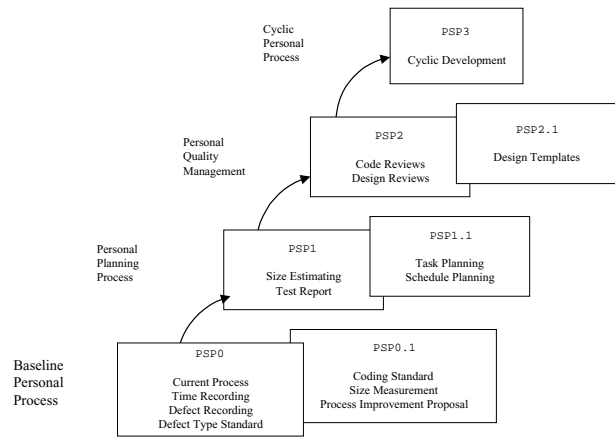 Cyclic
Personal
Process
PSP3
Cyclic Development
Personal
Quality
Management
PSP2
Code Reviews
Design Reviews
PSP2.1
Design Templates
Personal
Planning
Process
PSP1
Size Estimating
Test Report
PSP1.1
Task Planning
Schedule Planning
Baseline
Personal
Process
PSP0
Current Process
Time Recording
Defect Recording
Defect Type Standard
PSP0.1
Coding Standard
Size Measurement
Process Improvement Proposal